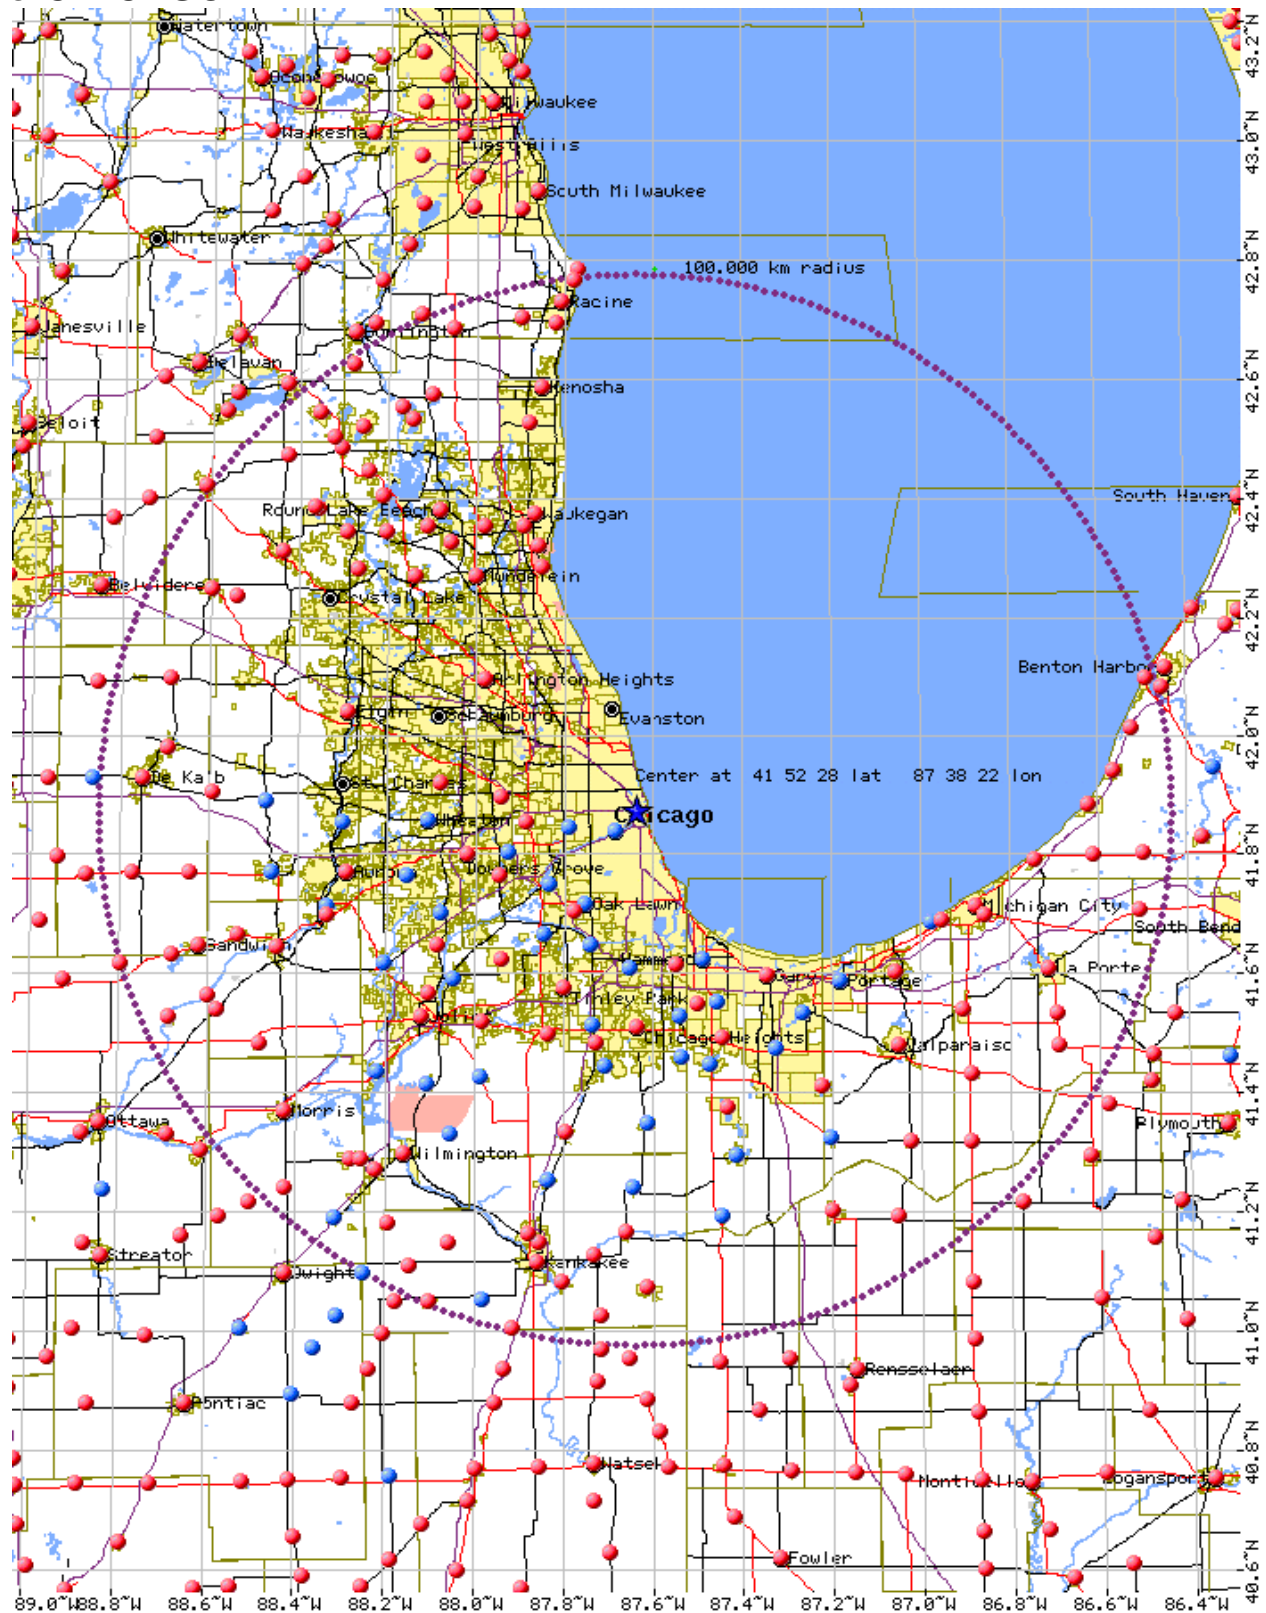 Watertown
43.2°N
Oconomowoc
Milwaukee
Waukesha
43.0°N
West Allis
South Milwaukee
Whitewater
42.8°N
100.000 km radius
Racine
Janesville
Burlington
Delavan
42.6°N
Kenosha
Beloit
42.4°N
South Haven
Round Lake Beach
Waukegan
Belvidere
Mundelein
Crystal Lake
42.2°N
Benton Harbor
Arlington Heights
Elgin
Schaumburg
Evanston
42.0°N
De Kalb
Center at 41 52 28 lat 87 38 22 lon
St. Charles
Chicago
Wheaton
41.8°N
Aurora
Downers Grove
Oak Lawn
Michigan City
South Bend
Sandwich
Hammond
La Porte
41.6°N
Gary
Portage
Tinley Park
Joliet
Chicago Heights
Valparaiso
41.4°N
Morris
Ottawa
Plymouth
Wilmington
41.2°N
Streator
Kankakee
Dwight
41.0°N
Rensselaer
Pontiac
40.8°N
Watseka
Monticello
Logansport
Fowler
40.6°N
89.0°W 88.8°W 88.6°W 88.4°W 88.2°W 88.0°W 87.8°W 87.6°W 87.4°W 87.2°W 87.0°W 86.8°W 86.6°W 86.4°W